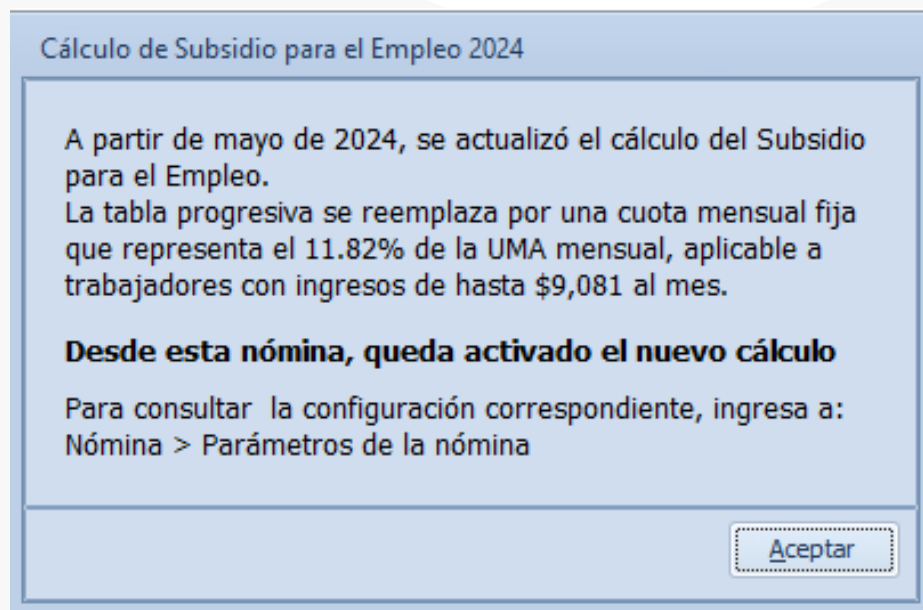 Cálculo de Subsidio para el Empleo 2024
A partir de mayo de 2024, se actualizó el cálculo del Subsidio
para el Empleo.
La tabla progresiva se reemplaza por una cuota mensual fija
que representa el 11.82% de la UMA mensual, aplicable a
trabajadores con ingresos de hasta $9,081 al mes.
Desde esta nómina, queda activado el nuevo cálculo
Para consultar  la configuración correspondiente, ingresa a:
Nómina > Parámetros de la nómina
Aceptar